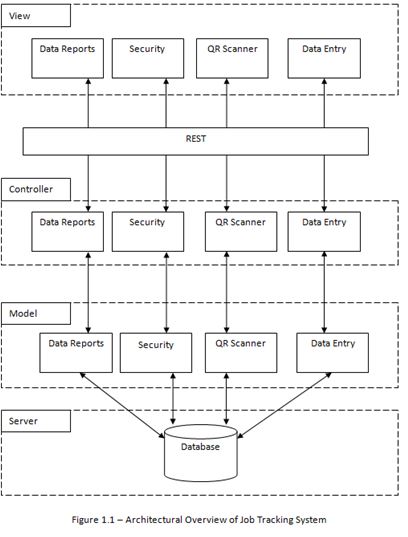 View
Data Reports
Security
QR Scanner
Data Entry
REST
Controller
Data Reports
Security
QR Scanner
Data Entry
Model
Data Reports
Security
QR Scanner
Data Entry
Server
Database
Figure 1.1 – Architectural Overview of Job Tracking System